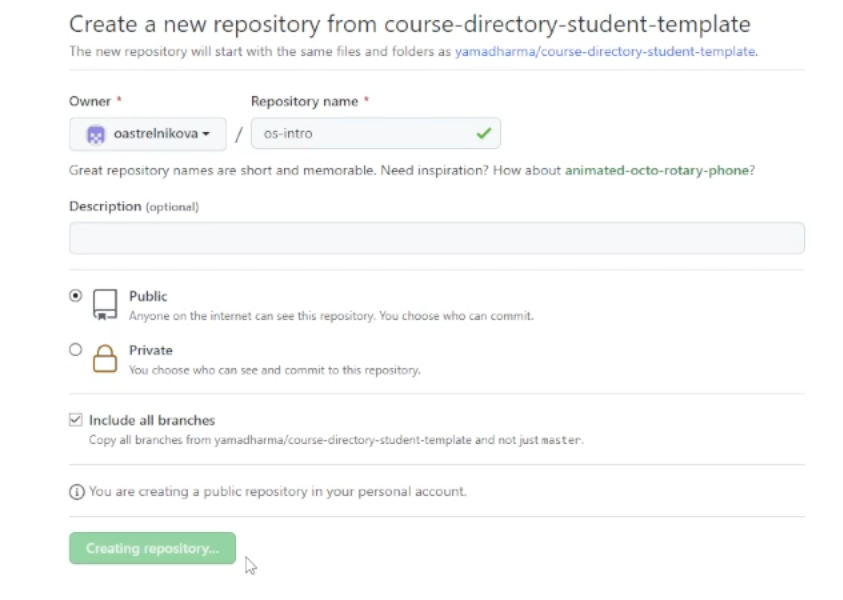 Create a new repository from course-directory-student-template
The new repository will start with the same files and folders as yamadharma/course-directory-student-template.
Owner * Repository name *
oastrelnikova / os-intro
Great repository names are short and memorable. Need inspiration? How about animated-octo-rotary-phone?
Description (optional)
Public
Anyone on the internet can see this repository. You choose who can commit.
Private
You choose who can see and commit to this repository.
Include all branches
Copy all branches from yamadharma/course-directory-student-template and not just master.
You are creating a public repository in your personal account.
Creating repository...